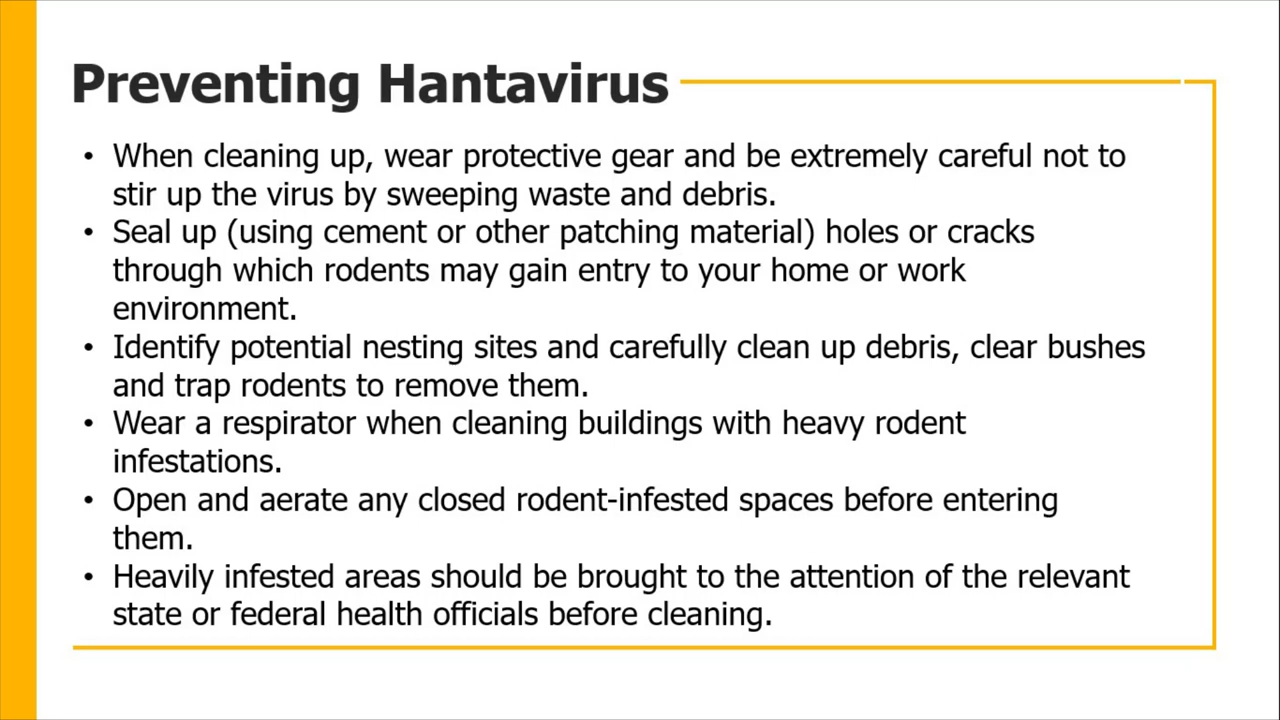 Preventing Hantavirus
• When cleaning up, wear protective gear and be extremely careful not to
stir up the virus by sweeping waste and debris.
• Seal up (using cement or other patching material) holes or cracks
through which rodents may gain entry to your home or work
environment.
• Identify potential nesting sites and carefully clean up debris, clear bushes
and trap rodents to remove them.
• Wear a respirator when cleaning buildings with heavy rodent
infestations.
• Open and aerate any closed rodent-infested spaces before entering
them.
• Heavily infested areas should be brought to the attention of the relevant
state or federal health officials before cleaning.